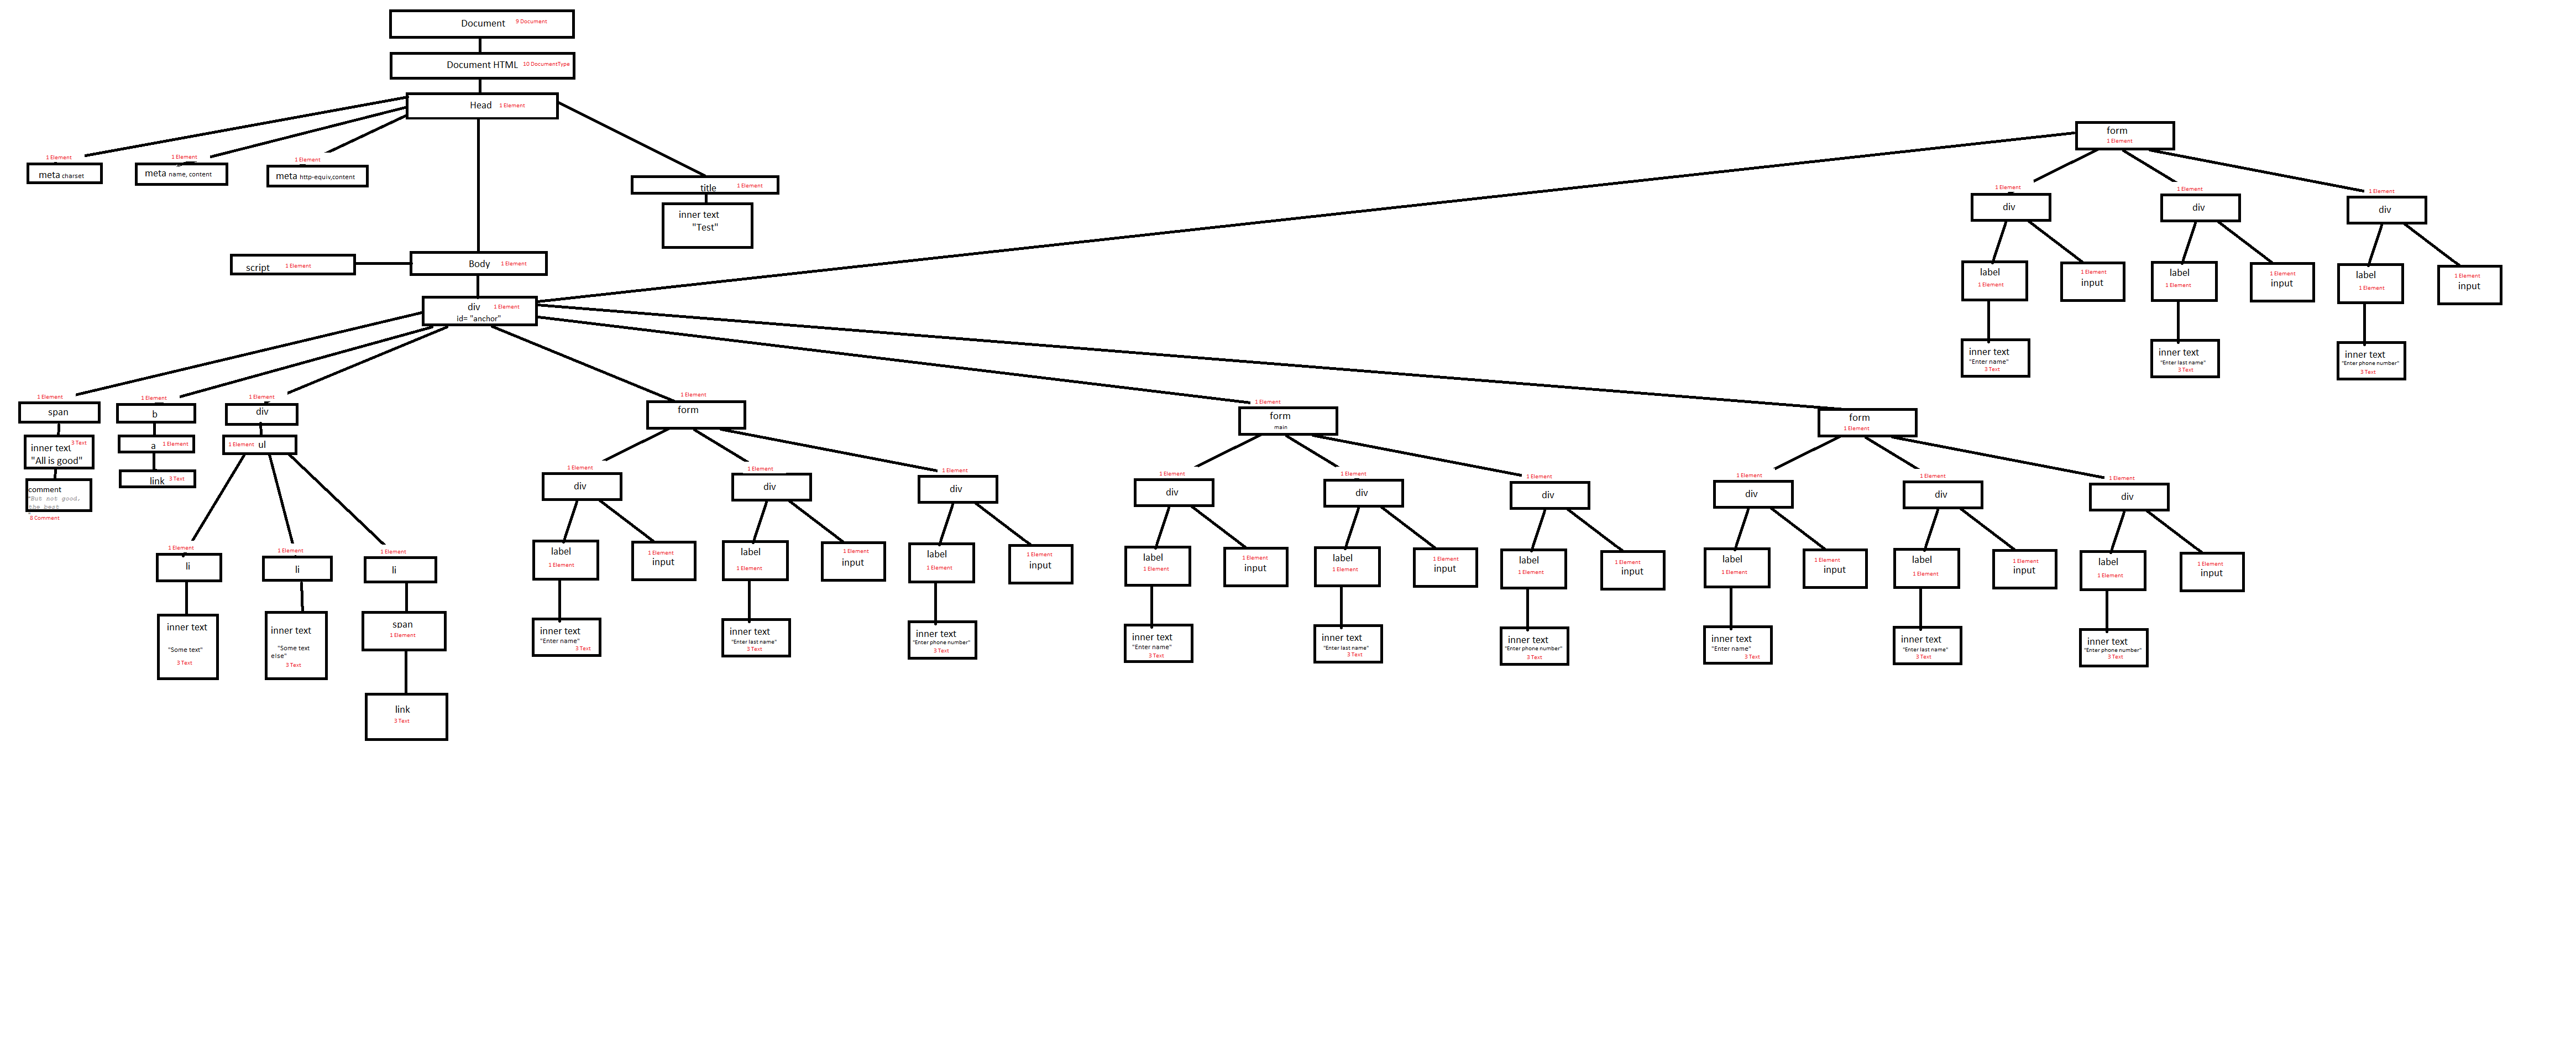 Document 9 Document
Document HTML 10 DocumentType
Head 1 Element
1 Element
meta charset
1 Element
meta name, content
1 Element
meta http-equiv,content
title 1 Element
inner text
"Test"
script 1 Element
Body 1 Element
div 1 Element
id= "anchor"
form
1 Element
1 Element
div
1 Element
div
1 Element
div
label
1 Element
1 Element
input
label
1 Element
1 Element
input
label
1 Element
1 Element
input
inner text
"Enter name"
3 Text
inner text
"Enter last name"
3 Text
inner text
"Enter phone number"
3 Text
1 Element
span
inner text 3 Text
"All is good"
comment
"But not good,
the best
8 Comment
1 Element
b
a 1 Element
link 3 Text
1 Element
div
1 Element ul
1 Element
li
1 Element
li
1 Element
li
inner text
"Some text"
3 Text
inner text
"Some text
else"
3 Text
span
1 Element
link
3 Text
1 Element
form
1 Element
div
1 Element
div
1 Element
div
label
1 Element
1 Element
input
label
1 Element
1 Element
input
label
1 Element
1 Element
input
inner text
"Enter name"
3 Text
inner text
"Enter last name"
3 Text
inner text
"Enter phone number"
3 Text
1 Element
form
main
1 Element
div
1 Element
div
1 Element
div
label
1 Element
1 Element
input
label
1 Element
1 Element
input
label
1 Element
1 Element
input
inner text
"Enter name"
3 Text
inner text
"Enter last name"
3 Text
inner text
"Enter phone number"
3 Text
form
1 Element
1 Element
div
1 Element
div
1 Element
div
label
1 Element
1 Element
input
label
1 Element
1 Element
input
label
1 Element
1 Element
input
inner text
"Enter name"
3 Text
inner text
"Enter last name"
3 Text
inner text
"Enter phone number"
3 Text